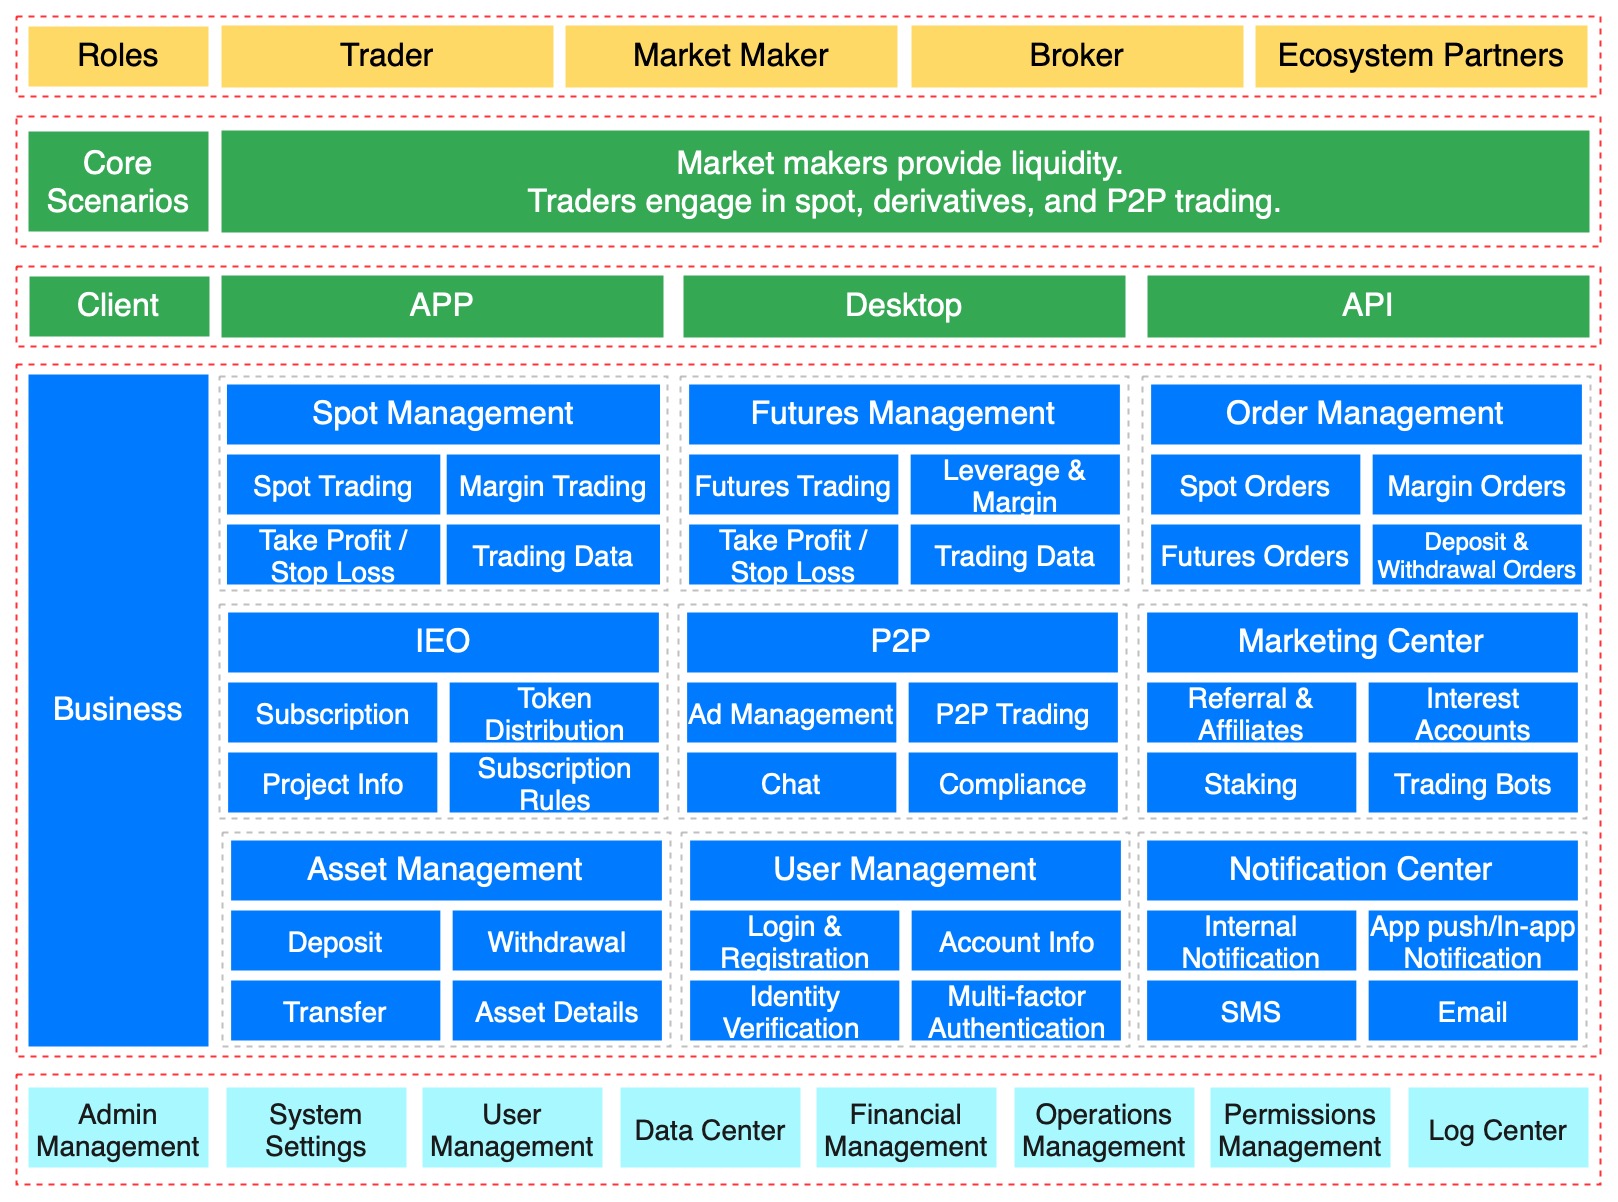 Roles
Trader
Market Maker
Broker
Ecosystem Partners
Core
Scenarios
Market makers provide liquidity.
Traders engage in spot, derivatives, and P2P trading.
Client
APP
Desktop
API
Business
Spot Management
Spot Trading
Margin Trading
Take Profit /
Stop Loss
Trading Data
Futures Management
Futures Trading
Leverage &
Margin
Take Profit /
Stop Loss
Trading Data
Order Management
Spot Orders
Margin Orders
Futures Orders
Deposit &
Withdrawal Orders
IEO
Subscription
Token
Distribution
Project Info
Subscription
Rules
P2P
Ad Management
P2P Trading
Chat
Compliance
Marketing Center
Referral &
Affiliates
Interest
Accounts
Staking
Trading Bots
Asset Management
Deposit
Withdrawal
Transfer
Asset Details
User Management
Login &
Registration
Account Info
Identity
Verification
Multi-factor
Authentication
Notification Center
Internal
Notification
App push/In-app
Notification
SMS
Email
Admin
Management
System
Settings
User
Management
Data Center
Financial
Management
Operations
Management
Permissions
Management
Log Center